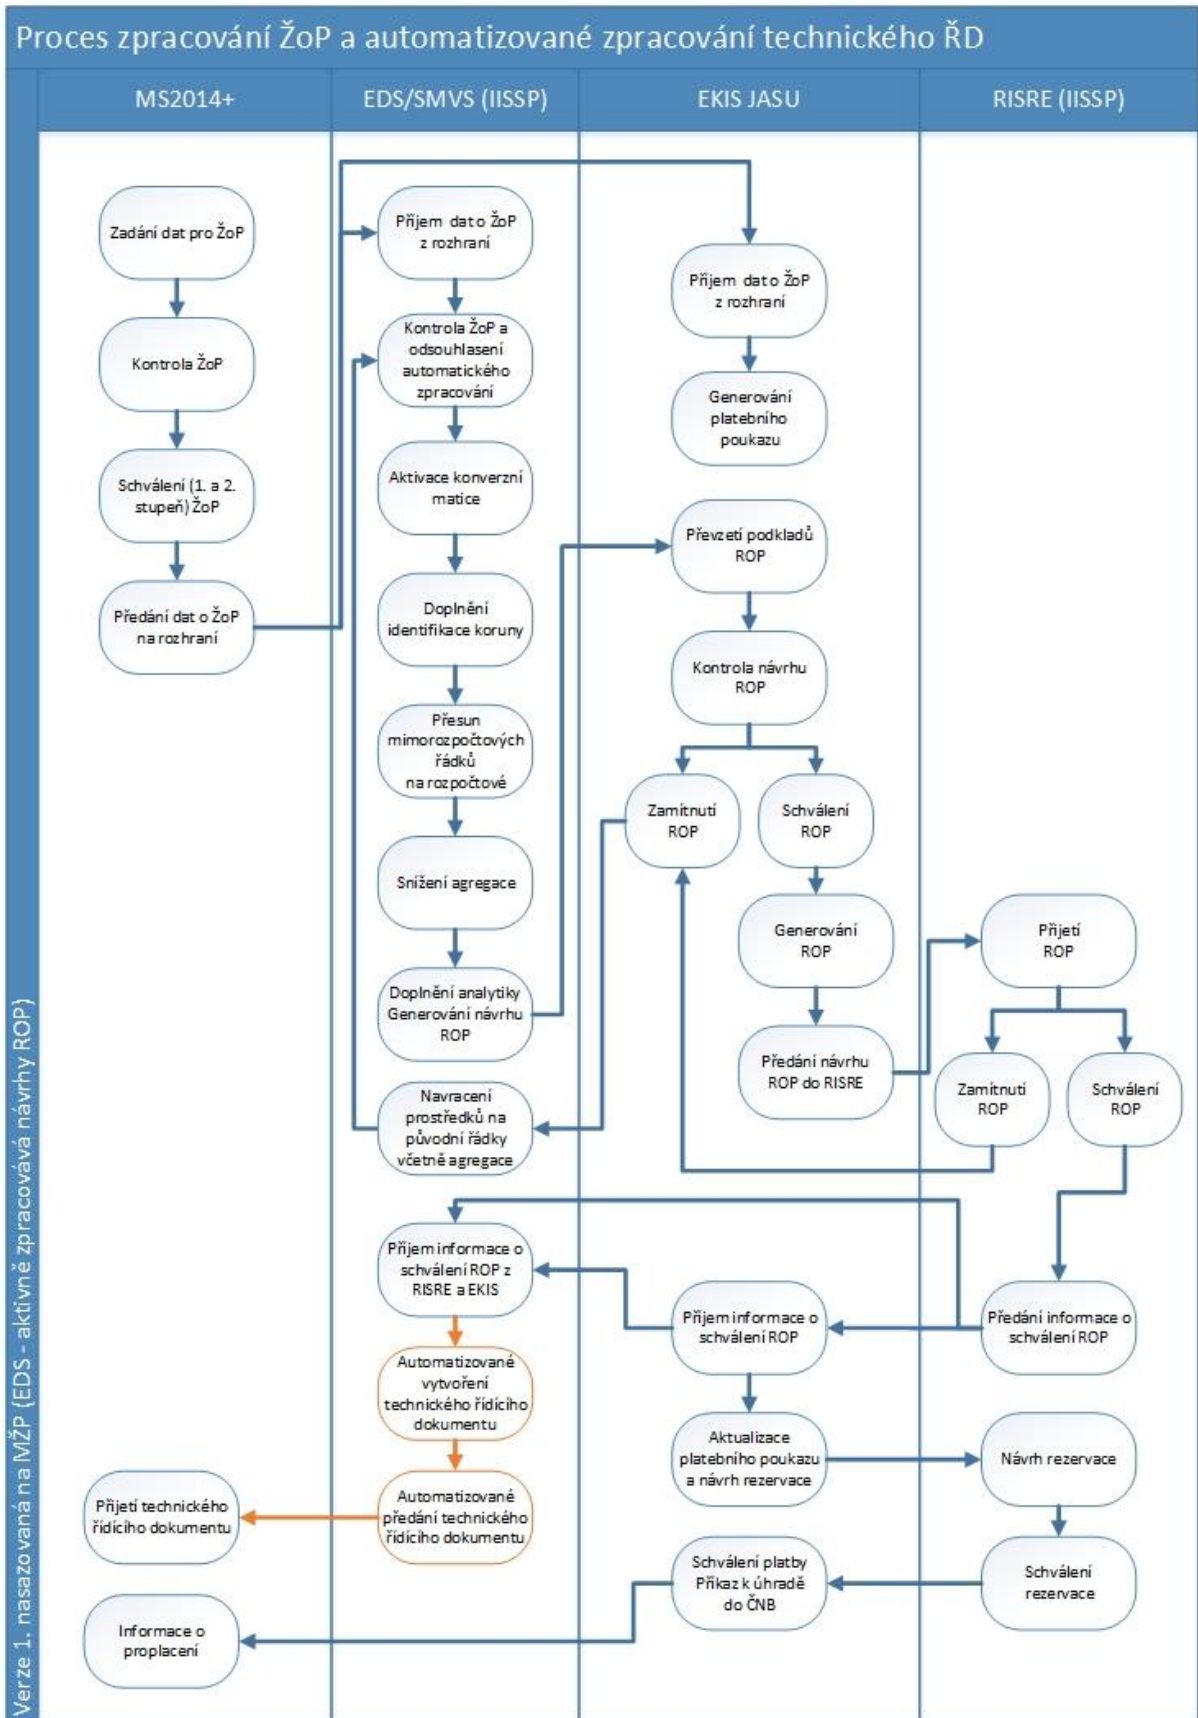 Proces zpracování ŽoP a automatizované zpracování technického ŘD
MS2014+
EDS/SMVS (IISSP)
EKIS JASU
RISRE (IISSP)
Verze 1. nasazovaná na MŽP (EDS - aktivně zpracovává návrhy ROP)
Zadání dat pro ŽoP
Kontrola ŽoP
Schválení (1. a 2.
stupeň) ŽoP
Předání dat o ŽoP
na rozhraní
Příjem dat o ŽoP
z rozhraní
Kontrola ŽoP a
odsouhlasení
automatického
zpracování
Aktivace konverzní
matice
Doplnění
identifikace koruny
Přesun
mimorozpočtových
řádků
na rozpočtové
Snížení agregace
Doplnění analytiky
Generování návrhu
ROP
Navracení
prostředků na
původní řádky
včetně agregace
Příjem dat o ŽoP
z rozhraní
Generování
platebního
poukazu
Převzetí podkladů
ROP
Kontrola návrhu
ROP
Zamítnutí
ROP
Schválení
ROP
Generování
ROP
Předání návrhu
ROP do RISRE
Přijetí
ROP
Zamítnutí
ROP
Schválení
ROP
Předání informace o
schválení ROP
Příjem informace o
schválení ROP
Příjem informace o
schválení ROP z
RISRE a EKIS
Automatizované
vytvoření
technického řídícího
dokumentu
Automatizované
předání technického
řídícího dokumentu
Přijetí technického
řídícího dokumentu
Aktualizace
platebního poukazu
a návrh rezervace
Návrh rezervace
Schválení
rezervace
Schválení platby
Příkaz k úhradě
do ČNB
Informace o
proplacení